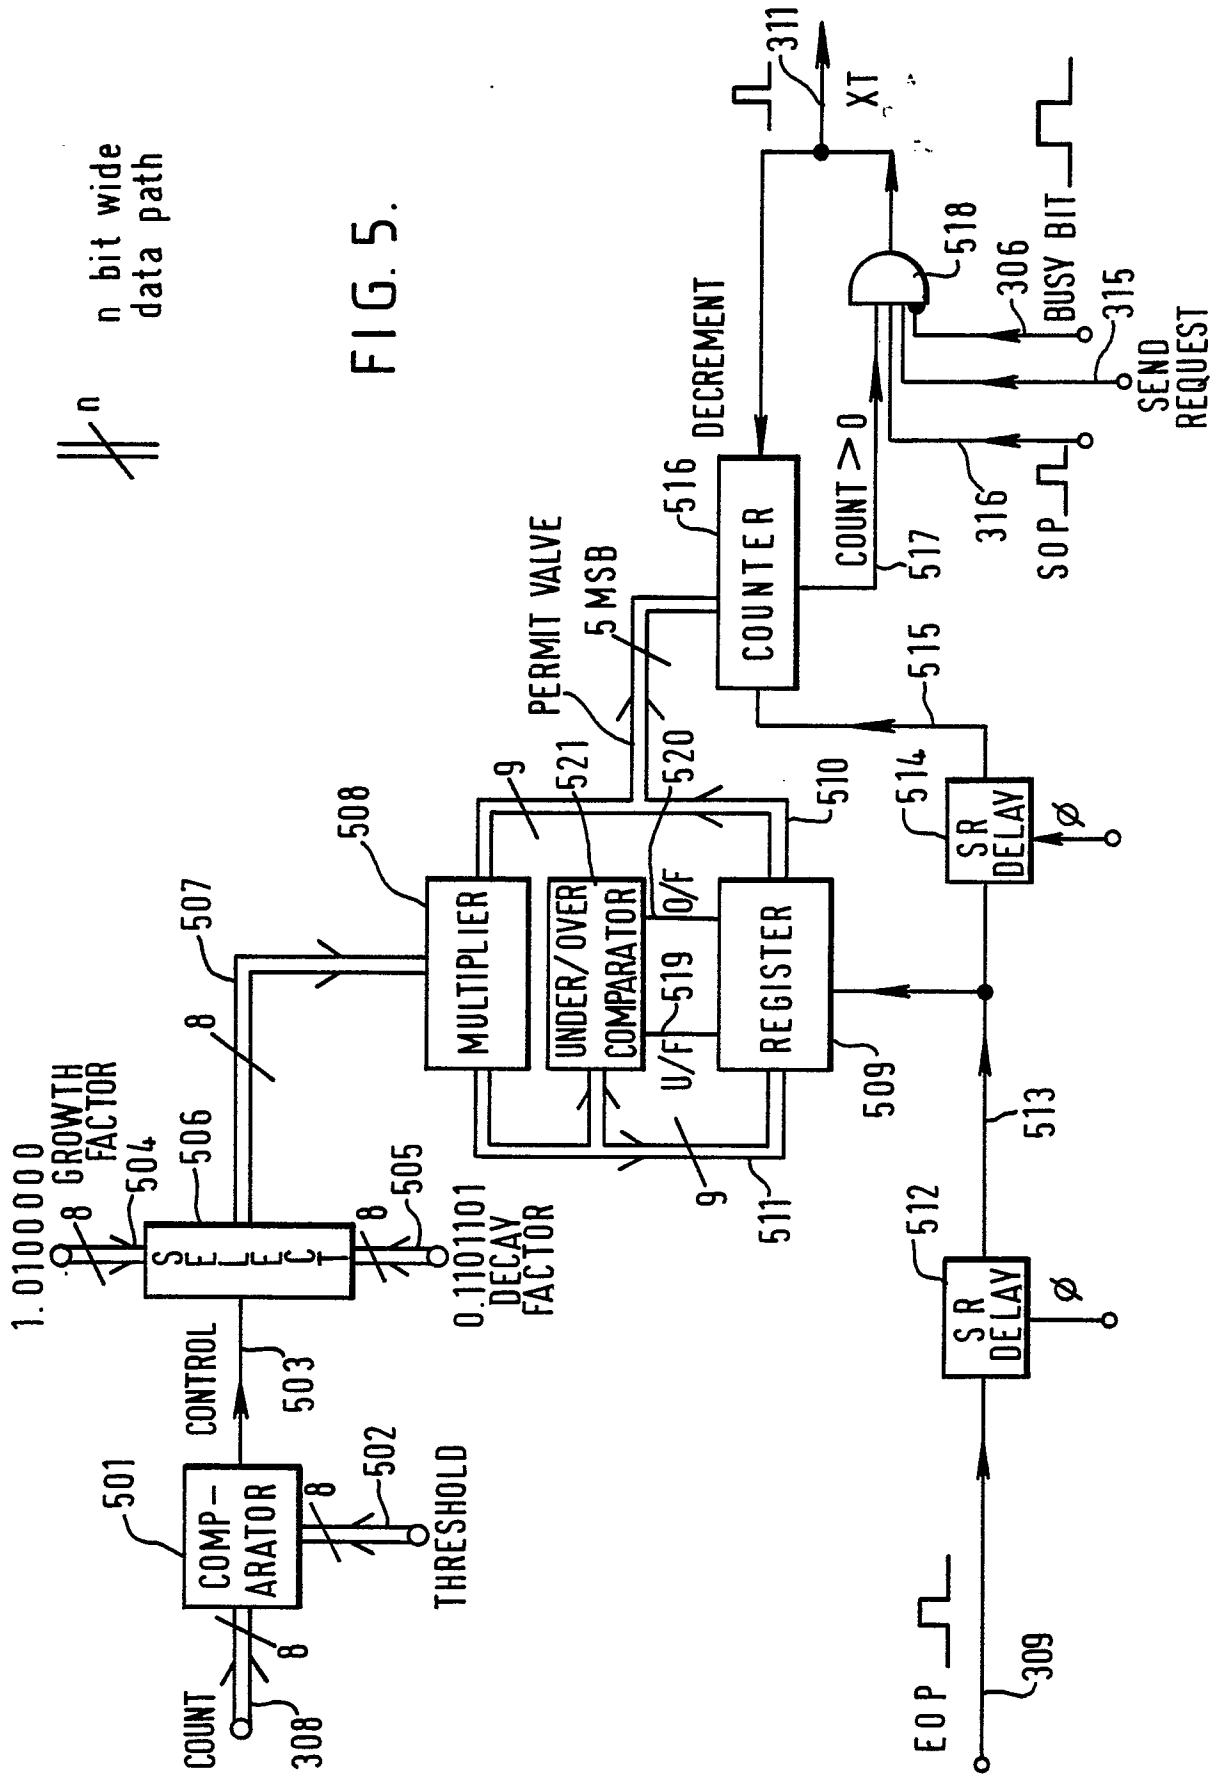 n
n bit wide
data path
FIG. 5.
COUNT
308
8
COMP-
ARATOR
501
8
502
THRESHOLD
CONTROL
503
1.010000
GROWTH
FACTOR
8
504
SELECT
506
8
505
0.1101101
DECAY
FACTOR
507
8
MULTIPLIER
508
9
UNDER/OVER
COMPARATOR
521
U/F
519
O/F
520
REGISTER
509
510
9
511
PERMIT VALVE
5 MSB
COUNTER
516
DECREMENT
COUNT > 0
517
XT
311
518
306
BUSY BIT
315
SEND
REQUEST
316
SOP
EOP
309
SR
DELAY
512
Ø
513
SR
DELAY
514
Ø
515